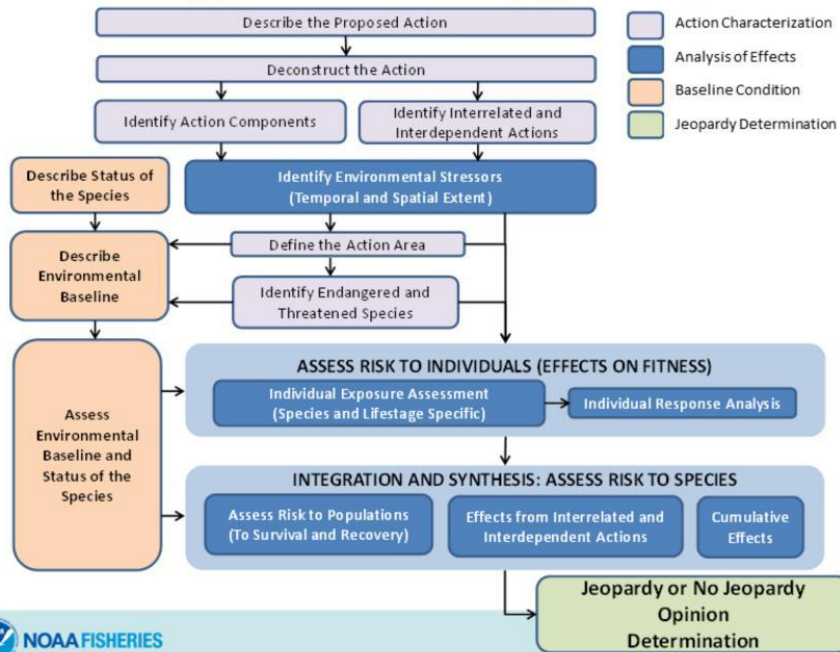 Describe the Proposed Action
Deconstruct the Action
Identify Action Components
Identify Interrelated and
Interdependent Actions
Action Characterization
Analysis of Effects
Baseline Condition
Jeopardy Determination
Describe Status of
the Species
Identify Environmental Stressors
(Temporal and Spatial Extent)
Describe
Environmental
Baseline
Define the Action Area
Identify Endangered and
Threatened Species
Assess
Environmental
Baseline and
Status of the
Species
ASSESS RISK TO INDIVIDUALS (EFFECTS ON FITNESS)
Individual Exposure Assessment
(Species and Lifestage Specific)
Individual Response Analysis
INTEGRATION AND SYNTHESIS: ASSESS RISK TO SPECIES
Assess Risk to Populations
(To Survival and Recovery)
Effects from Interrelated and
Interdependent Actions
Cumulative
Effects
Jeopardy or No Jeopardy
Opinion
Determination
NOAA FISHERIES